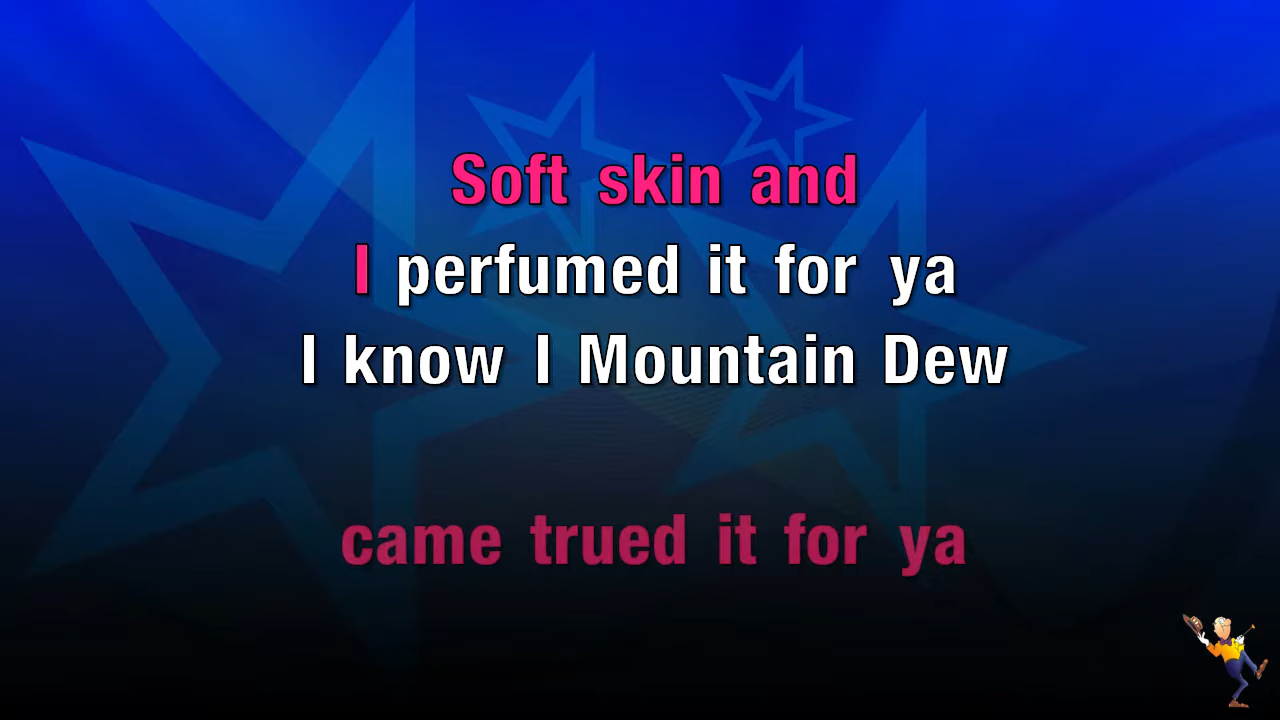 Soft skin and
I perfumed it for ya
I know I Mountain Dew
came trued it for ya